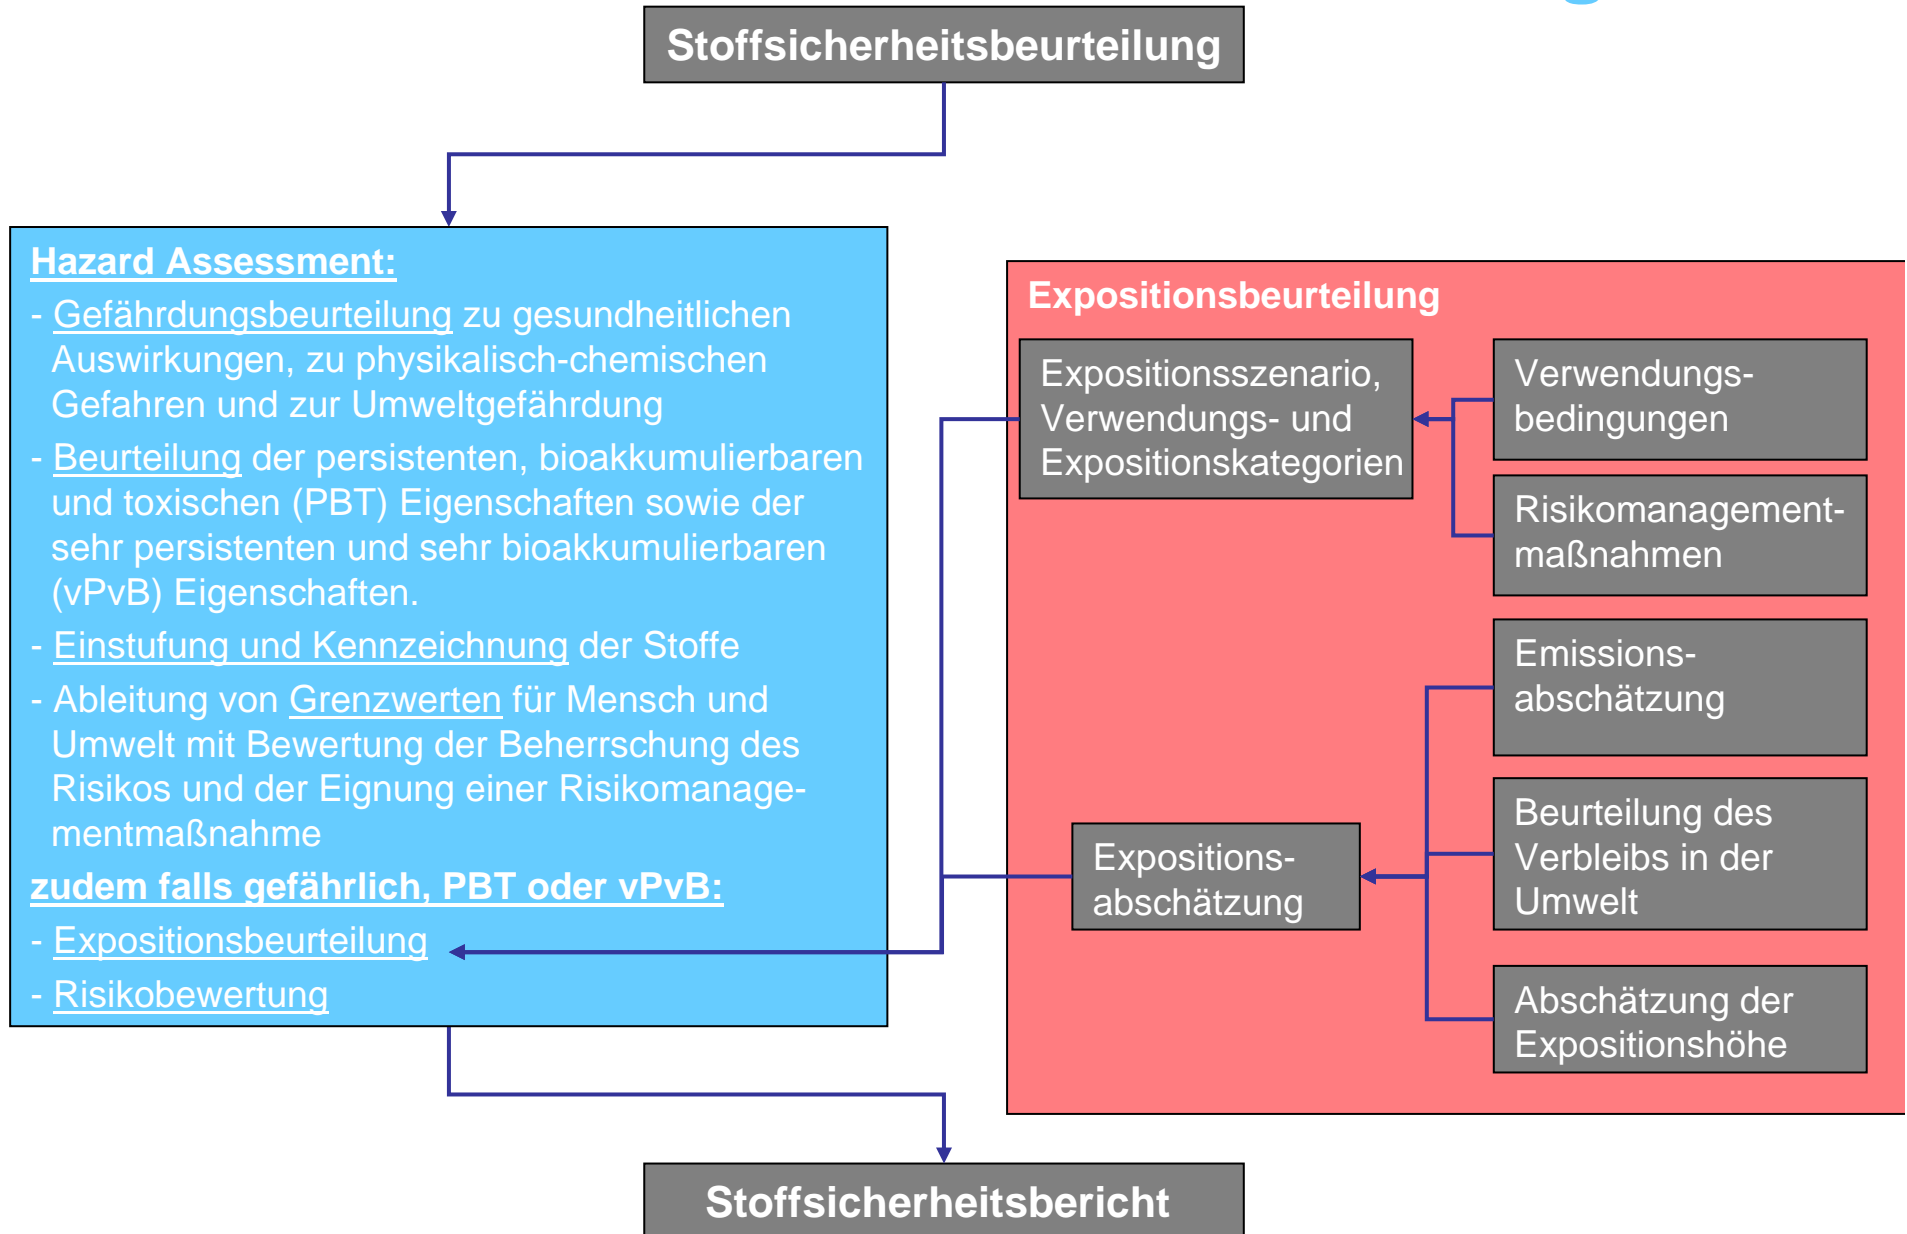 Stoffsicherheitsbeurteilung
Hazard Assessment:
- Gefährdungsbeurteilung zu gesundheitlichen
Auswirkungen, zu physikalisch-chemischen
Gefahren und zur Umweltgefährdung
- Beurteilung der persistenten, bioakkumulierbaren
und toxischen (PBT) Eigenschaften sowie der
sehr persistenten und sehr bioakkumulierbaren
(vPvB) Eigenschaften.
- Einstufung und Kennzeichnung der Stoffe
- Ableitung von Grenzwerten für Mensch und
Umwelt mit Bewertung der Beherrschung des
Risikos und der Eignung einer Risikomanage-
mentmaßnahme
zudem falls gefährlich, PBT oder vPvB:
- Expositionsbeurteilung
- Risikobewertung
Expositionsbeurteilung
Expositionsszenario,
Verwendungs- und
Expositionskategorien
Verwendungs-
bedingungen
Risikomanagement-
maßnahmen
Expositions-
abschätzung
Emissions-
abschätzung
Beurteilung des
Verbleibs in der
Umwelt
Abschätzung der
Expositionshöhe
Stoffsicherheitsbericht